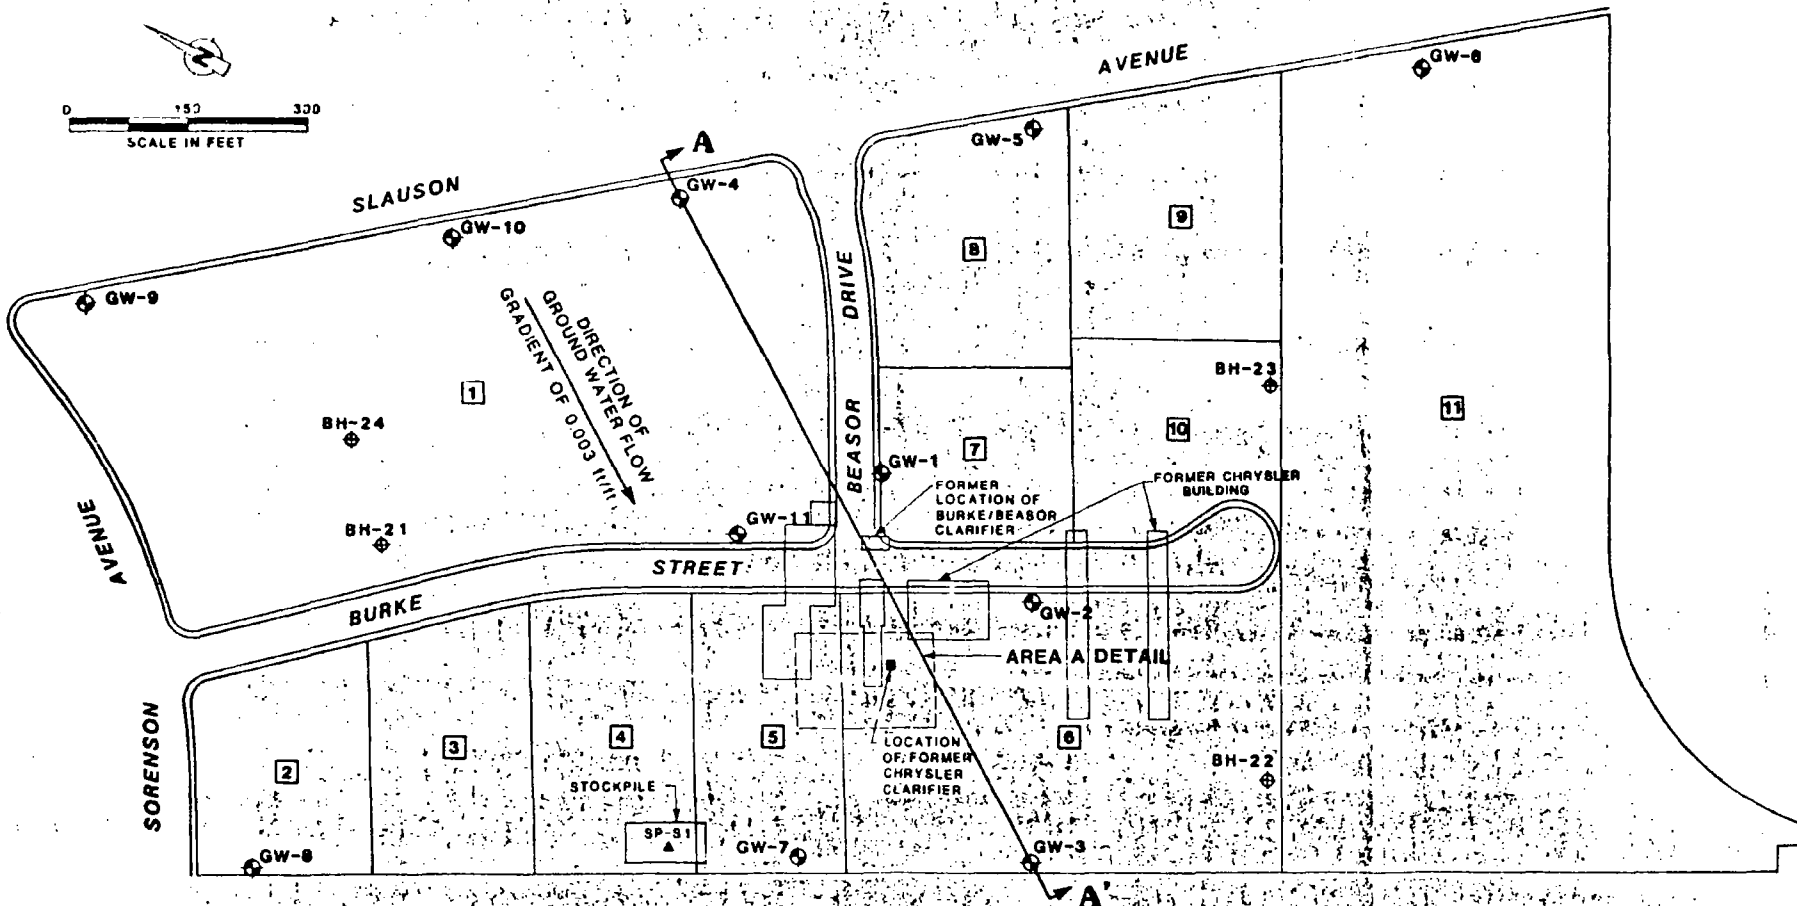 N
0 150 300
SCALE IN FEET
SLAUSON
AVENUE
GW-6
GW-5
A
GW-4
GW-10
GW-9
9
8
DRIVE
BEASOR
DIRECTION OF
GROUND WATER FLOW
GRADIENT OF 0.003 ft/ft
1
BH-24
BH-21
GW-11
GW-1
7
BH-23
10
11
FORMER
LOCATION OF
BURKE/BEASOR
CLARIFIER
FORMER CHRYSLER
BUILDING
AVENUE
STREET
BURKE
GW-2
AREA A DETAIL
SORENSON
2
3
4
5
6
LOCATION
OF FORMER
CHRYSLER
CLARIFIER
BH-22
STOCKPILE
SP-S1
GW-8
GW-7
GW-3
A'